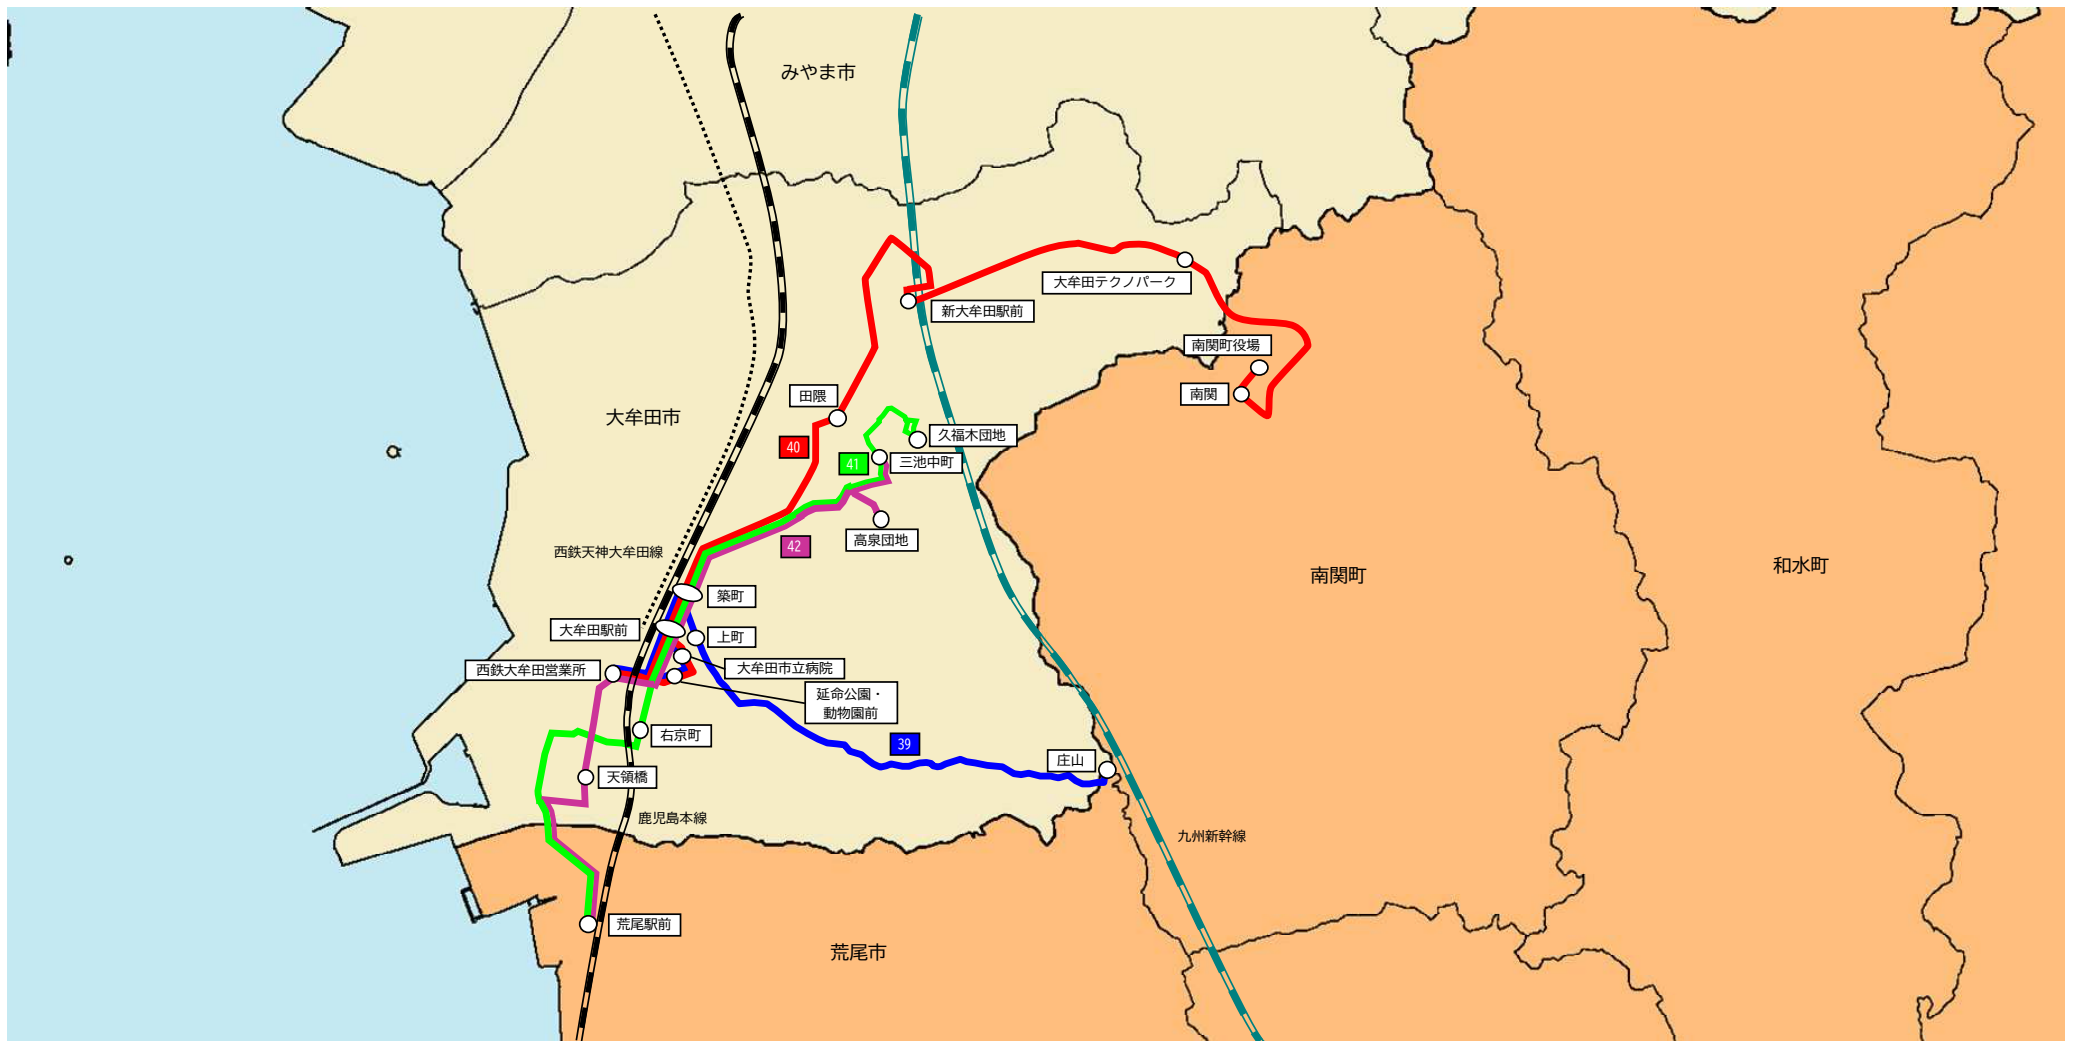 みやま市
大牟田テクノパーク
新大牟田駅前
南関町役場
南関
田隈
大牟田市
40
久福木団地
41
三池中町
高泉団地
42
西鉄天神大牟田線
南関町
和水町
築町
大牟田駅前
上町
西鉄大牟田営業所
大牟田市立病院
延命公園・
動物園前
右京町
39
庄山
天領橋
鹿児島本線
九州新幹線
荒尾駅前
荒尾市